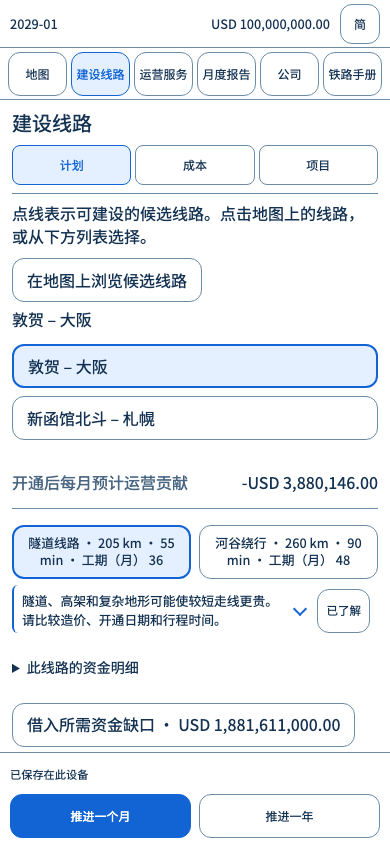 2029-01
USD 100,000,000.00
简
地图
建设线路
运营服务
月度报告
公司
铁路手册
建设线路
计划
成本
项目
点线表示可建设的候选线路。点击地图上的线路，
或从下方列表选择。
在地图上浏览候选线路
敦贺 – 大阪
敦贺 – 大阪
新函馆北斗 – 札幌
开通后每月预计运营贡献
-USD 3,880,146.00
隧道线路 · 205 km · 55
min · 工期（月） 36
河谷绕行 · 260 km · 90
min · 工期（月） 48
隧道、高架和复杂地形可能使较短走线更贵。
请比较造价、开通日期和行程时间。
已了解
此线路的资金明细
借入所需资金缺口 · USD 1,881,611,000.00
已保存在此设备
推进一个月
推进一年